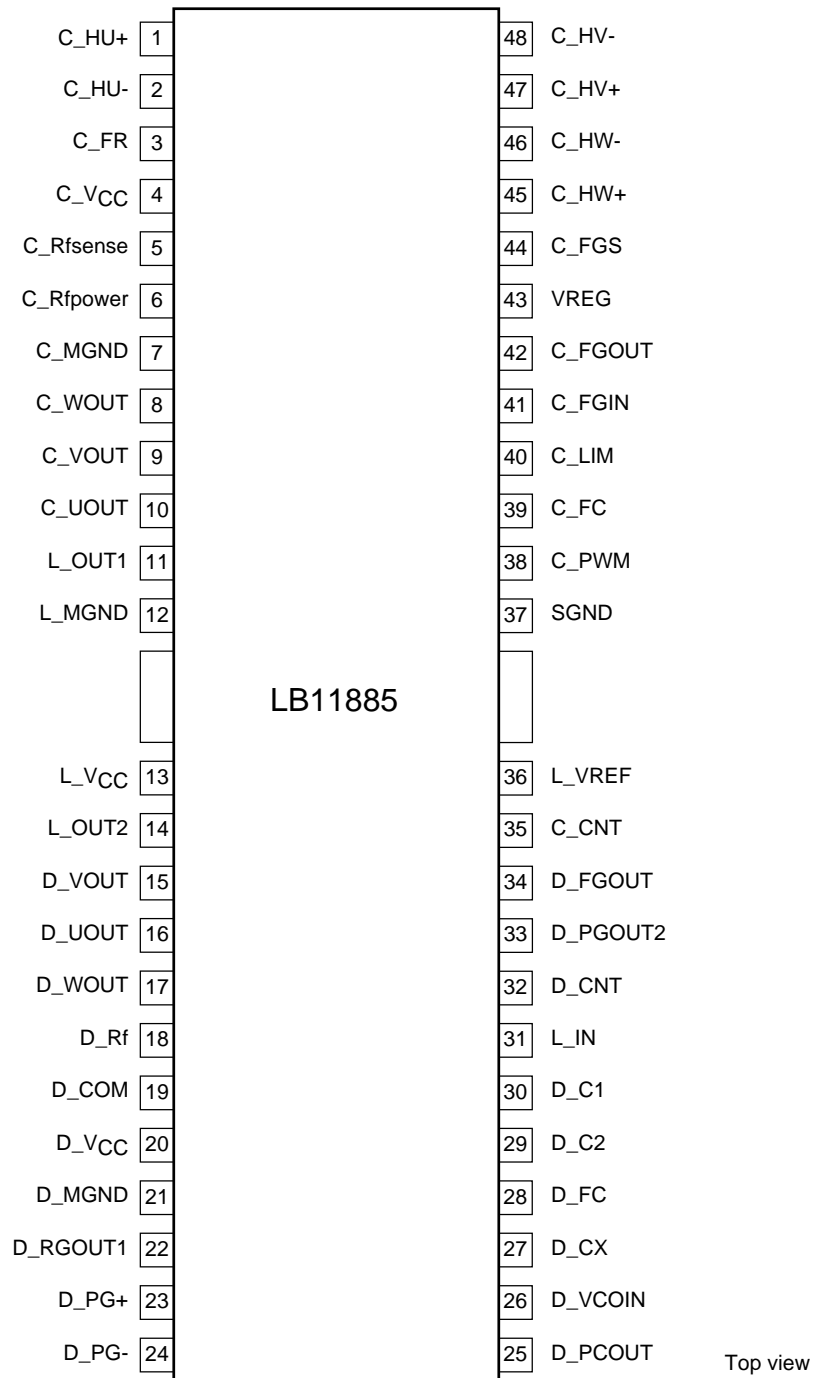 C_HU+ 1 48 C_HV-
C_HU- 2 47 C_HV+
C_FR 3 46 C_HW-
C_VCC 4 45 C_HW+
C_Rfsense 5 44 C_FGS
C_Rfpower 6 43 VREG
C_MGND 7 42 C_FGOUT
C_WOUT 8 41 C_FGIN
C_VOUT 9 40 C_LIM
C_UOUT 10 39 C_FC
L_OUT1 11 38 C_PWM
L_MGND 12 37 SGND
LB11885
L_VCC 13 36 L_VREF
L_OUT2 14 35 C_CNT
D_VOUT 15 34 D_FGOUT
D_UOUT 16 33 D_PGOUT2
D_WOUT 17 32 D_CNT
D_Rf 18 31 L_IN
D_COM 19 30 D_C1
D_VCC 20 29 D_C2
D_MGND 21 28 D_FC
D_RGOUT1 22 27 D_CX
D_PG+ 23 26 D_VCOIN
D_PG- 24 25 D_PCOUT
Top view